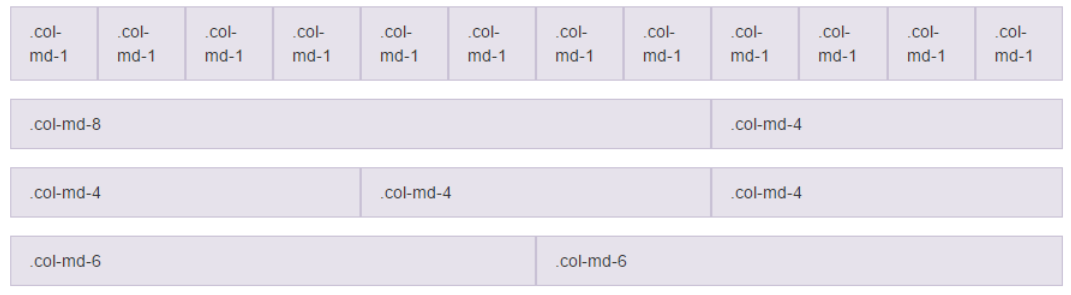 .col- .col- .col- .col- .col- .col- .col- .col- .col- .col- .col- .col-
md-1 md-1 md-1 md-1 md-1 md-1 md-1 md-1 md-1 md-1 md-1 md-1
.col-md-8 .col-md-4
.col-md-4 .col-md-4 .col-md-4
.col-md-6 .col-md-6